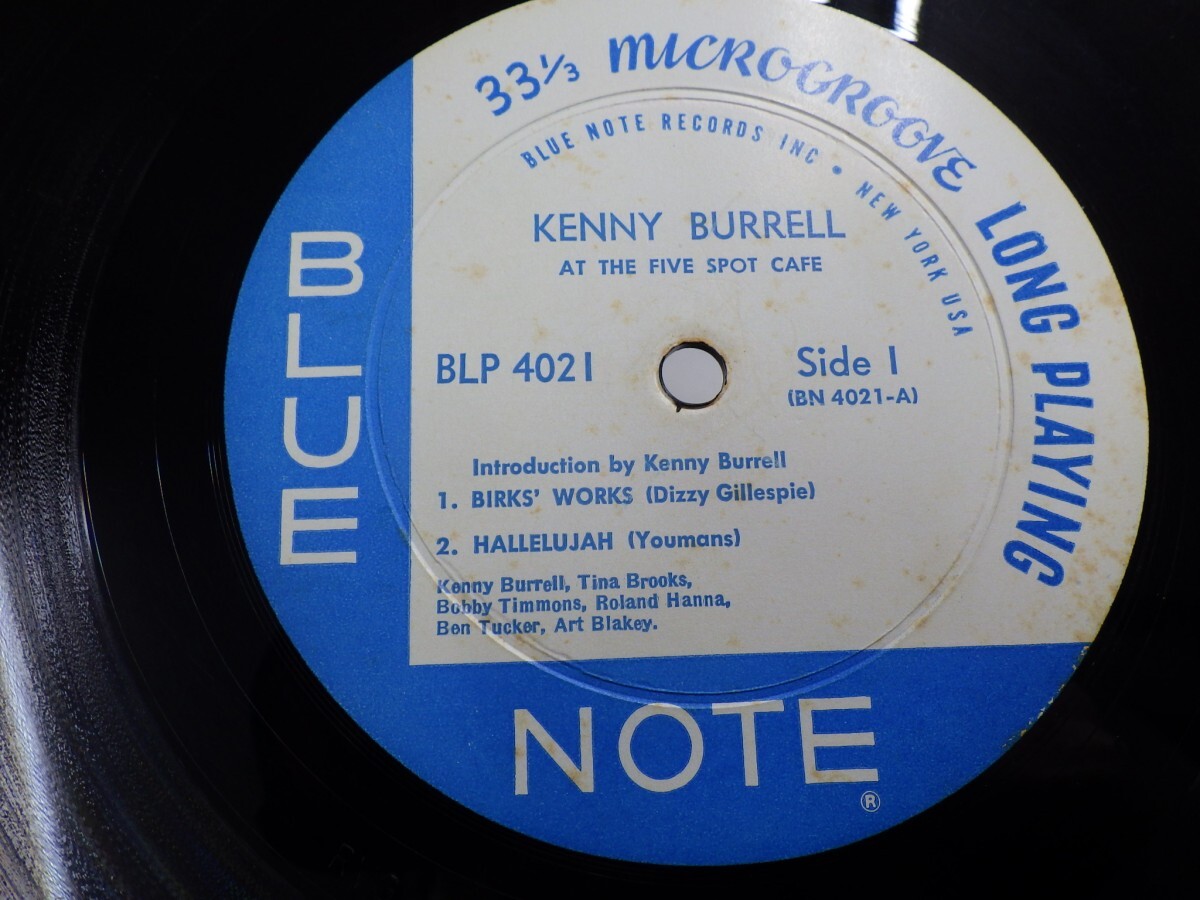 33⅓ MICROGROOVE LONG PLAYING
BLUE NOTE RECORDS INC • NEW YORK USA
KENNY BURRELL
AT THE FIVE SPOT CAFE
BLP 4021
Side 1
(BN 4021-A)
Introduction by Kenny Burrell
1. BIRKS' WORKS (Dizzy Gillespie)
2. HALLELUJAH (Youmans)
Kenny Burrell, Tina Brooks,
Bobby Timmons, Roland Hanna,
Ben Tucker, Art Blakey.
BLUE
NOTE
®